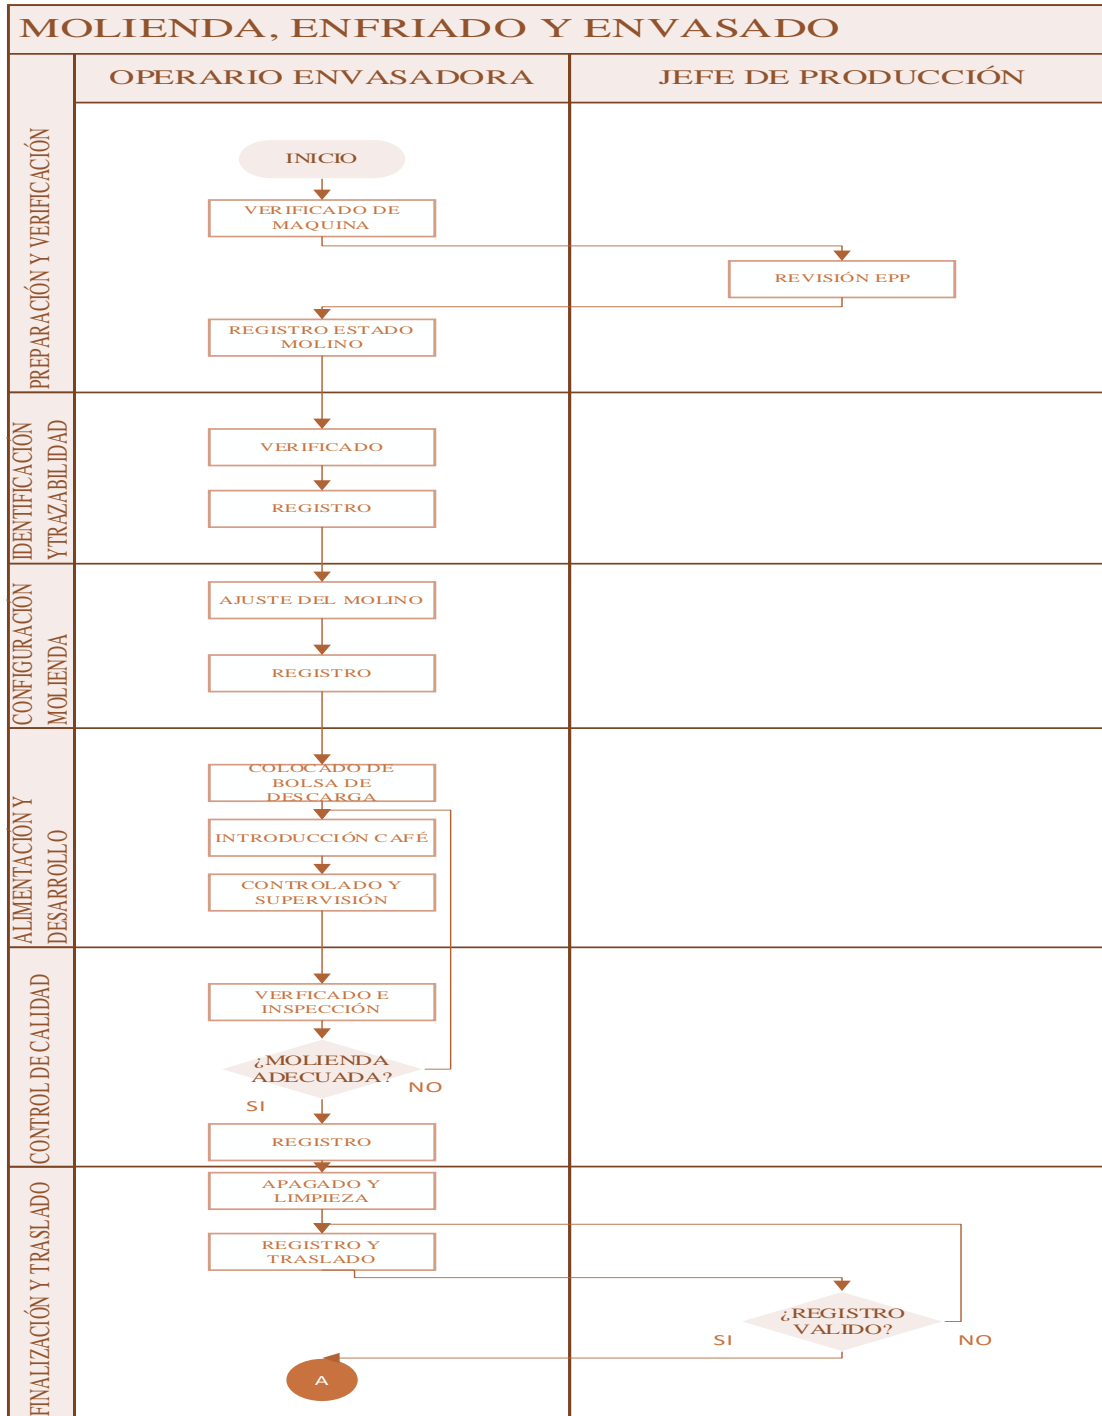 MOLIENDA, ENFRIADO Y ENVASADO
OPERARIO ENVASADORA
JEFE DE PRODUCCIÓN
PREPARACIÓN Y VERIFICACIÓN
INICIO
VERIFICADO DE
MAQUINA
REVISIÓN EPP
REGISTRO ESTADO
MOLINO
IDENTIFICACIÓN
YTRAZABILIDAD
VERIFICADO
REGISTRO
CONFIGURACIÓN
MOLIENDA
AJUSTE DEL MOLINO
REGISTRO
ALIMENTACIÓN Y
DESARROLLO
COLOCADO DE
BOLSA DE
DESCARGA
INTRODUCCIÓN CAFÉ
CONTROLADO Y
SUPERVISIÓN
CONTROL DE CALIDAD
VERFICADO E
INSPECCIÓN
¿MOLIENDA
ADECUADA?
NO
SI
REGISTRO
FINALIZACIÓN Y TRASLADO
APAGADO Y
LIMPIEZA
REGISTRO Y
TRASLADO
¿REGISTRO
VALIDO?
SI
NO
A